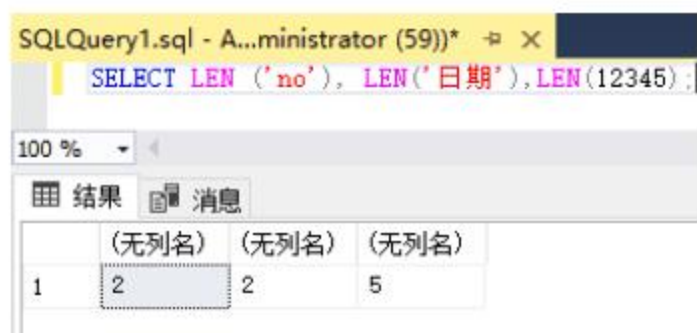 SQLQuery1.sql - A...ministrator (59))*
SELECT LEN ('no'), LEN('日期'),LEN(12345);
100 %
结果 消息
(无列名) (无列名) (无列名)
1 2 2 5